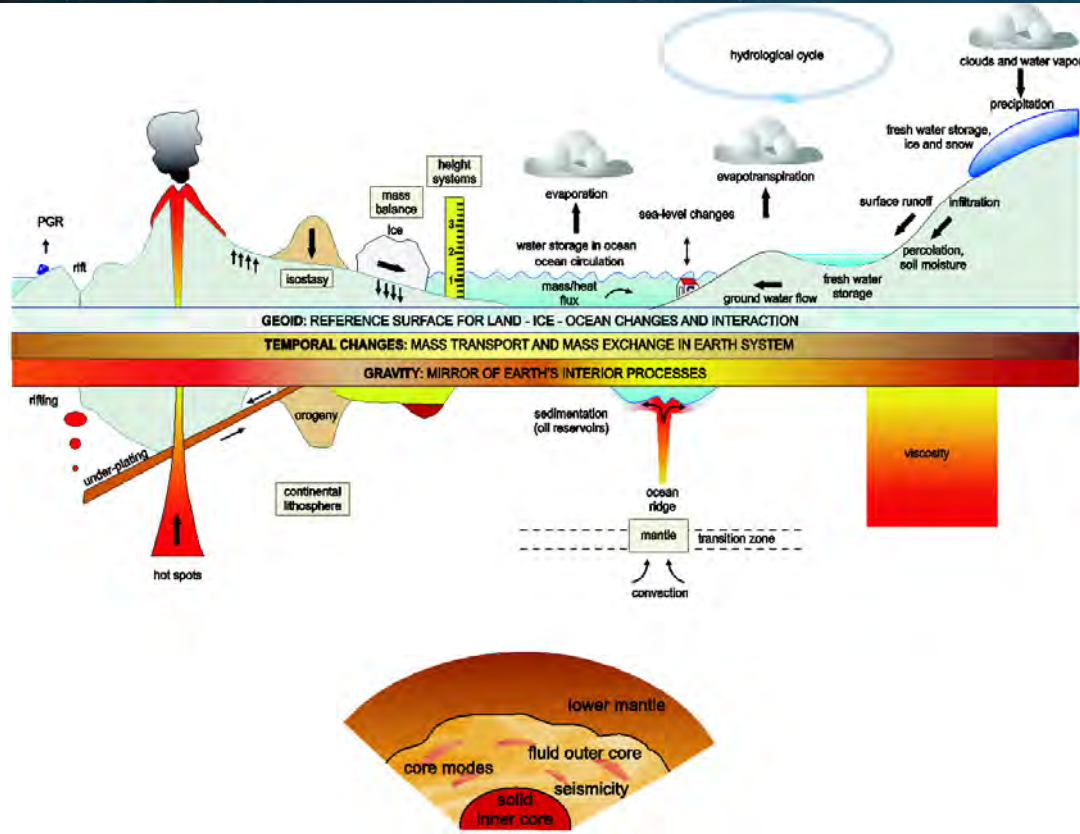 hydrological cycle
clouds and water vapor
precipitation
fresh water storage,
ice and snow
height
systems
evaporation
evapotranspiration
mass
balance
Ice
sea-level changes
surface runoff
infiltration
PGR
rift
isostasy
3
2
1
water storage in ocean
ocean circulation
mass/heat
flux
percolation,
soil moisture
fresh water
storage
ground water flow
GEOID: REFERENCE SURFACE FOR LAND - ICE - OCEAN CHANGES AND INTERACTION
TEMPORAL CHANGES: MASS TRANSPORT AND MASS EXCHANGE IN EARTH SYSTEM
GRAVITY: MIRROR OF EARTH'S INTERIOR PROCESSES
rifting
orogeny
sedimentation
(oil reservoirs)
viscosity
under-plating
continental
lithosphere
ocean
ridge
mantle
transition zone
hot spots
convection
lower mantle
fluid outer core
core modes
seismicity
solid
inner core